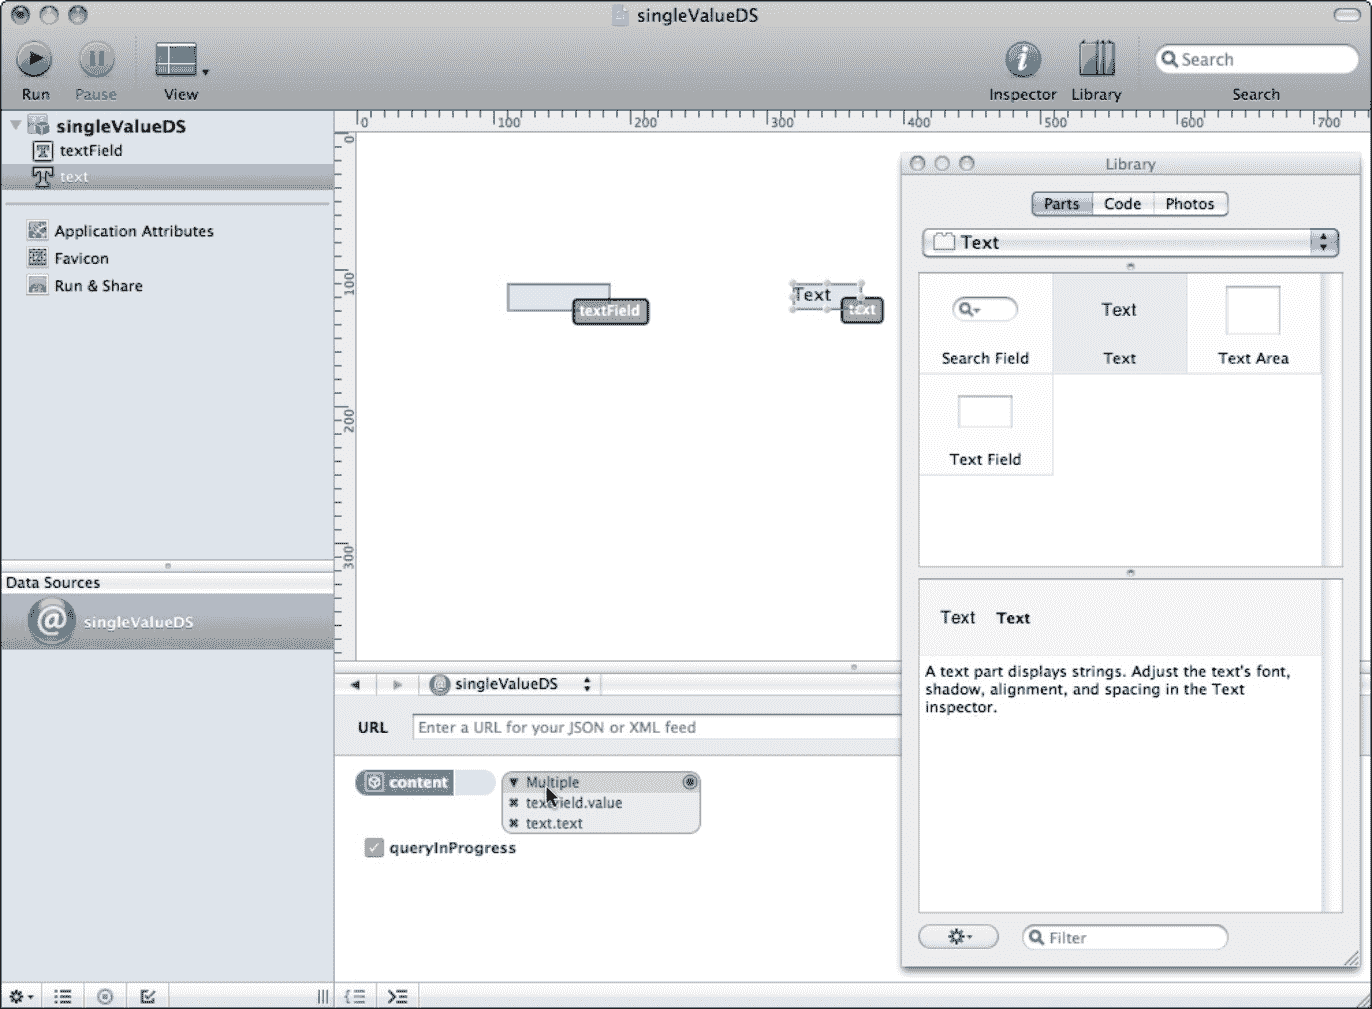 singleValueDS
Run
Pause
View
Inspector
Library
Search
Search
singleValueDS
textField
text
Application Attributes
Favicon
Run & Share
Data Sources
singleValueDS
0 100 200 300 400 500 600 700
0
100
200
300
textField
Text
text
singleValueDS
URL
Enter a URL for your JSON or XML feed
content
Multiple
textField.value
text.text
queryInProgress
Library
Parts Code Photos
Text
Text
Search Field
Text
Text Area
Text Field
Text Text
A text part displays strings. Adjust the text's font,
shadow, alignment, and spacing in the Text
inspector.
Filter